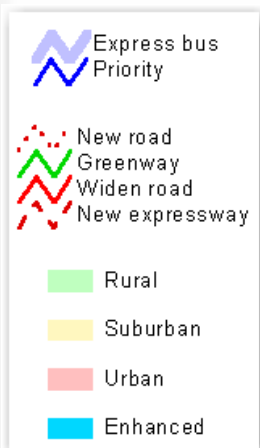 Express bus
Priority
New road
Greenway
Widen road
New expressway
Rural
Suburban
Urban
Enhanced